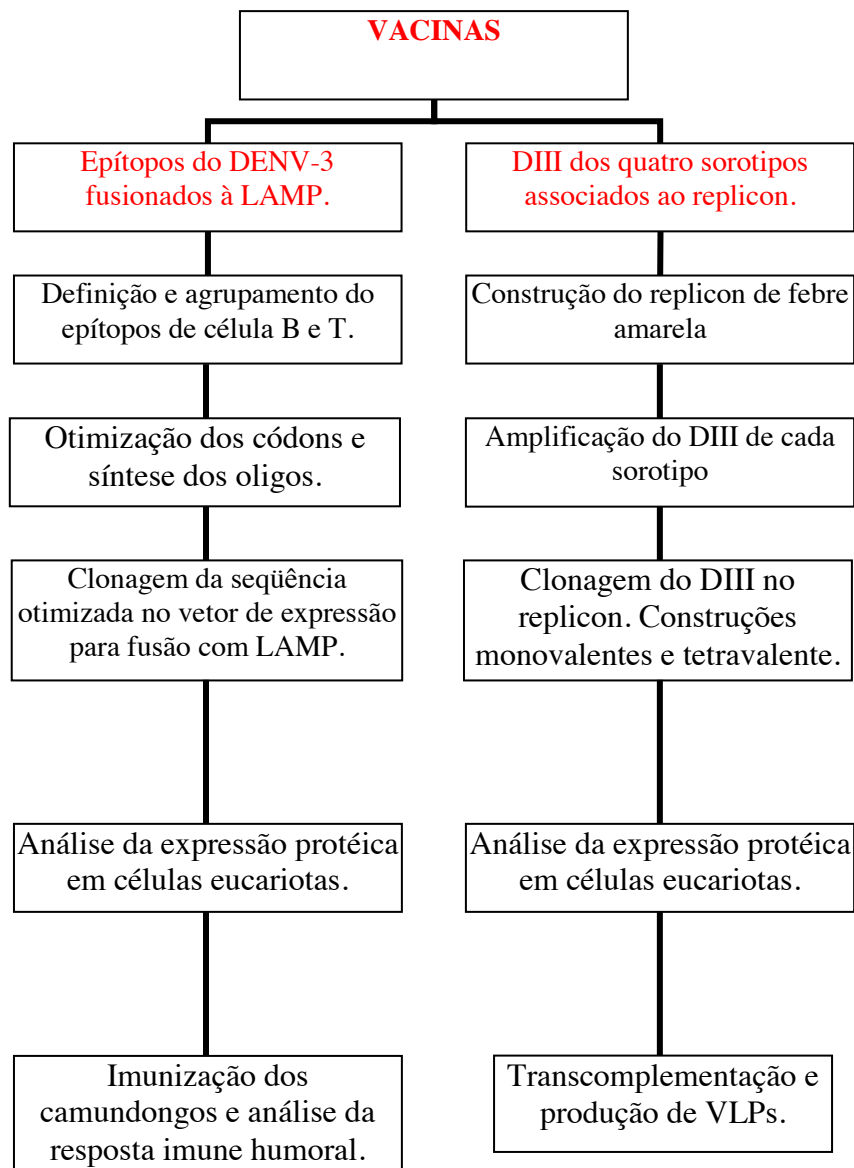 VACINAS
Epítopos do DENV-3
fusionados à LAMP.
DIII dos quatro sorotipos
associados ao replicon.
Definição e agrupamento do
epítopos de célula B e T.
Construção do replicon de febre
amarela
Otimização dos códons e
síntese dos oligos.
Amplificação do DIII de cada
sorotipo
Clonagem da seqüência
otimizada no vetor de expressão
para fusão com LAMP.
Clonagem do DIII no
replicon. Construções
monovalentes e tetravalente.
Análise da expressão protéica
em células eucariotas.
Análise da expressão protéica
em células eucariotas.
Imunização dos
camundongos e análise da
resposta imune humoral.
Transcomplementação e
produção de VLPs.